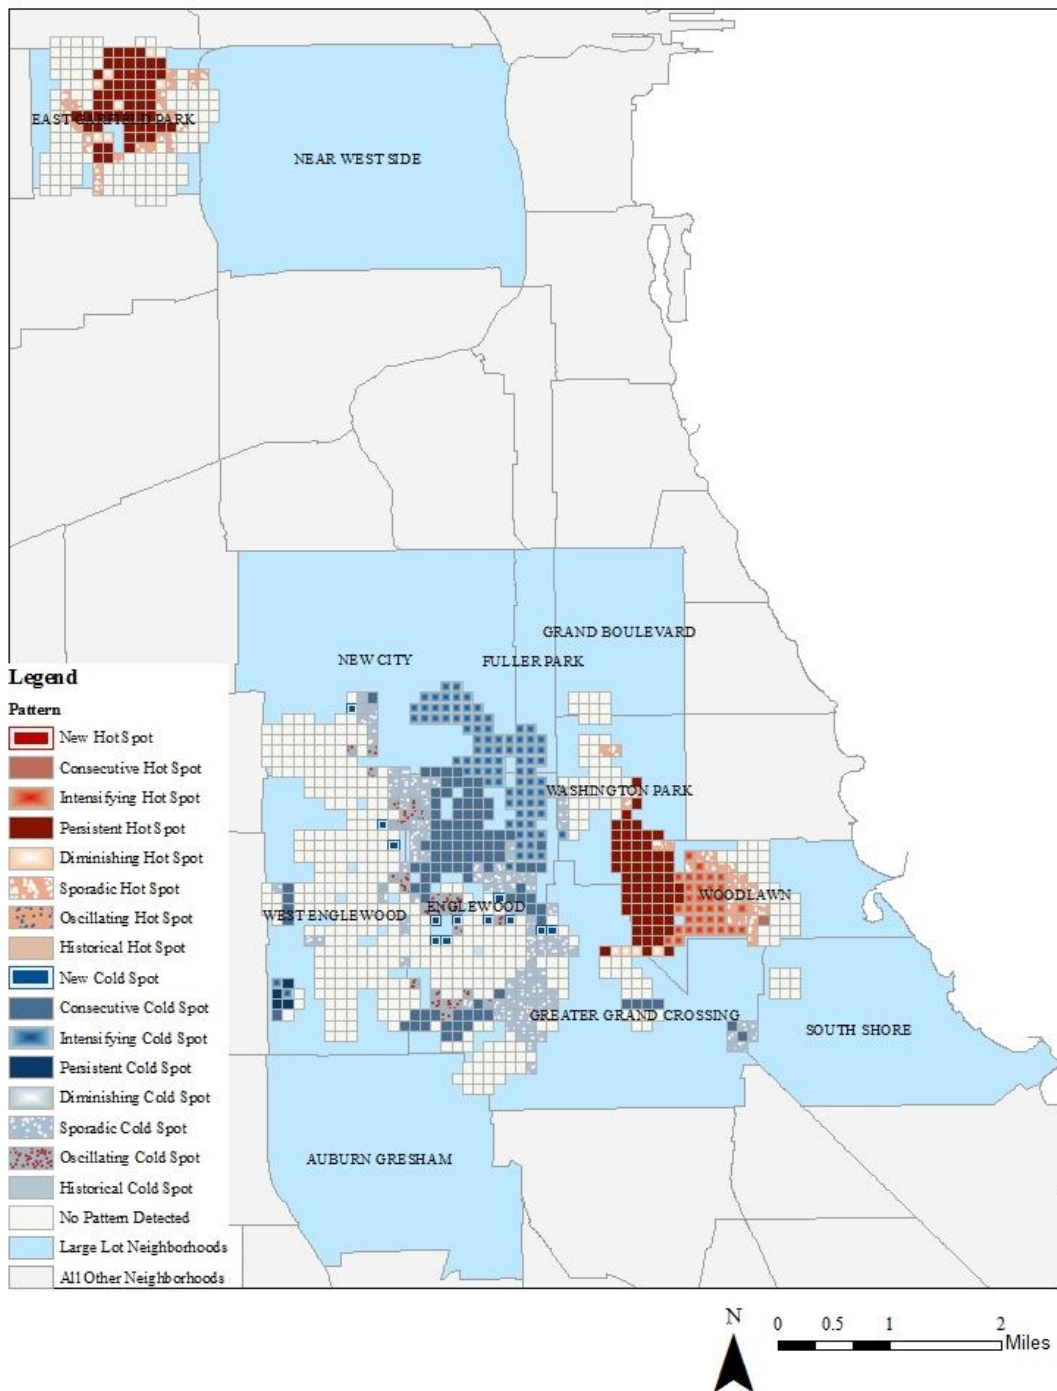 EAST GARFIELD PARK
NEAR WEST SIDE
GRAND BOULEVARD
NEW CITY
FULLER PARK
WASHINGTON PARK
WOODLAWN
ENGLEWOOD
WEST ENGLEWOOD
GREATER GRAND CROSSING
SOUTH SHORE
AUBURN GRESHAM
Legend
Pattern
New Hot Spot
Consecutive Hot Spot
Intensifying Hot Spot
Persistent Hot Spot
Diminishing Hot Spot
Sporadic Hot Spot
Oscillating Hot Spot
Historical Hot Spot
New Cold Spot
Consecutive Cold Spot
Intensifying Cold Spot
Persistent Cold Spot
Diminishing Cold Spot
Sporadic Cold Spot
Oscillating Cold Spot
Historical Cold Spot
No Pattern Detected
Large Lot Neighborhoods
All Other Neighborhoods
N
0 0.5 1 2
Miles